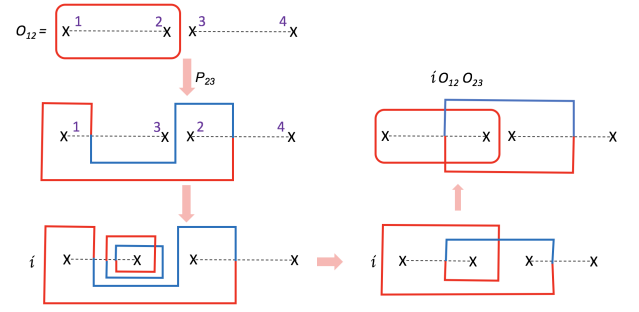 O₁₂ = 1 2 3 4
X X X X
P₂₃
i O₁₂ O₂₃
1 3 2 4
X X X X
X X X X
i X X X X
i X X X X